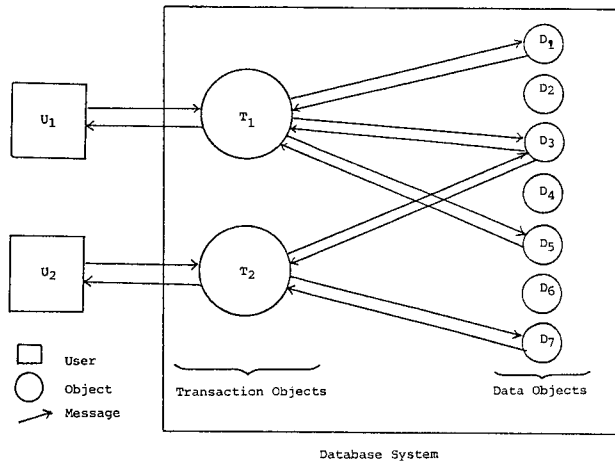 D1
D2
U1
T1
D3
D4
D5
U2
T2
D6
D7
User
Object
Transaction Objects
Data Objects
Message
Database System